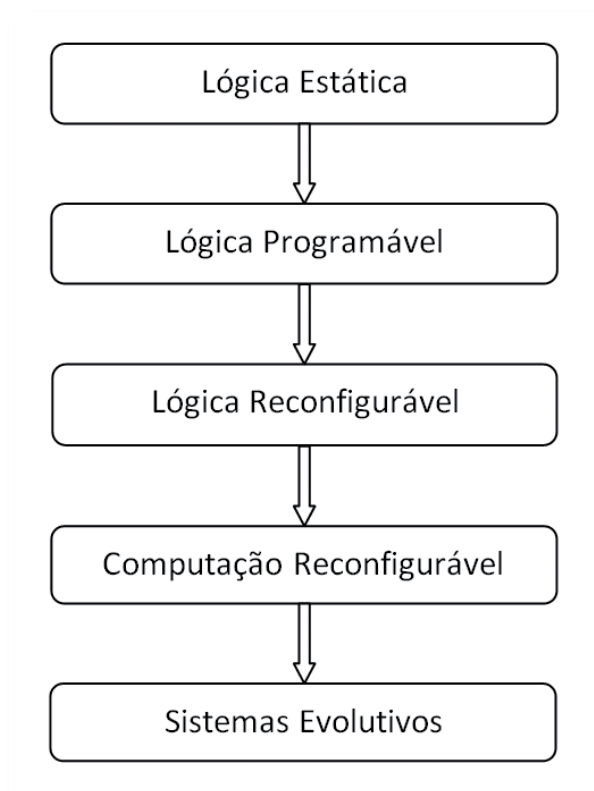 Lógica Estática
Lógica Programável
Lógica Reconfigurável
Computação Reconfigurável
Sistemas Evolutivos